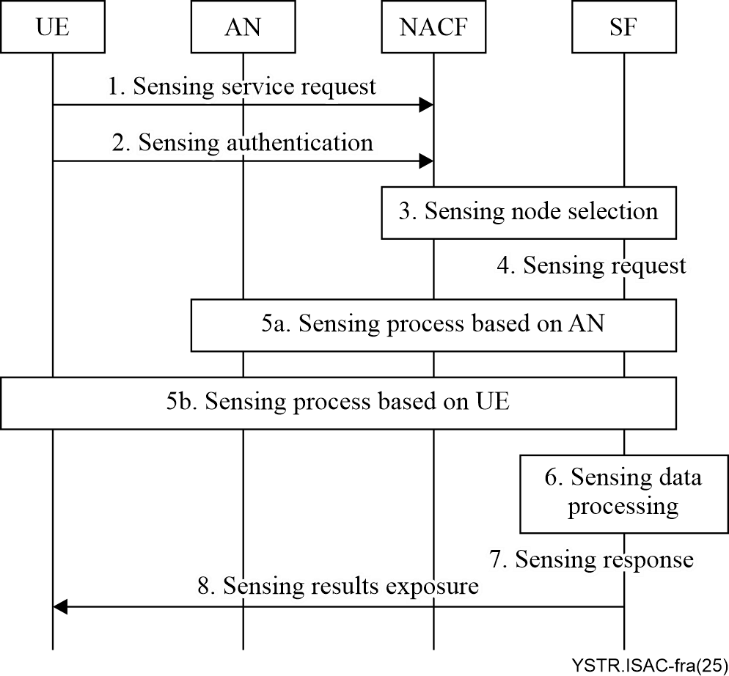 UE AN NACF SF
1. Sensing service request
2. Sensing authentication
3. Sensing node selection
4. Sensing request
5a. Sensing process based on AN
5b. Sensing process based on UE
6. Sensing data
processing
7. Sensing response
8. Sensing results exposure
YSTR.ISAC-fra(25)